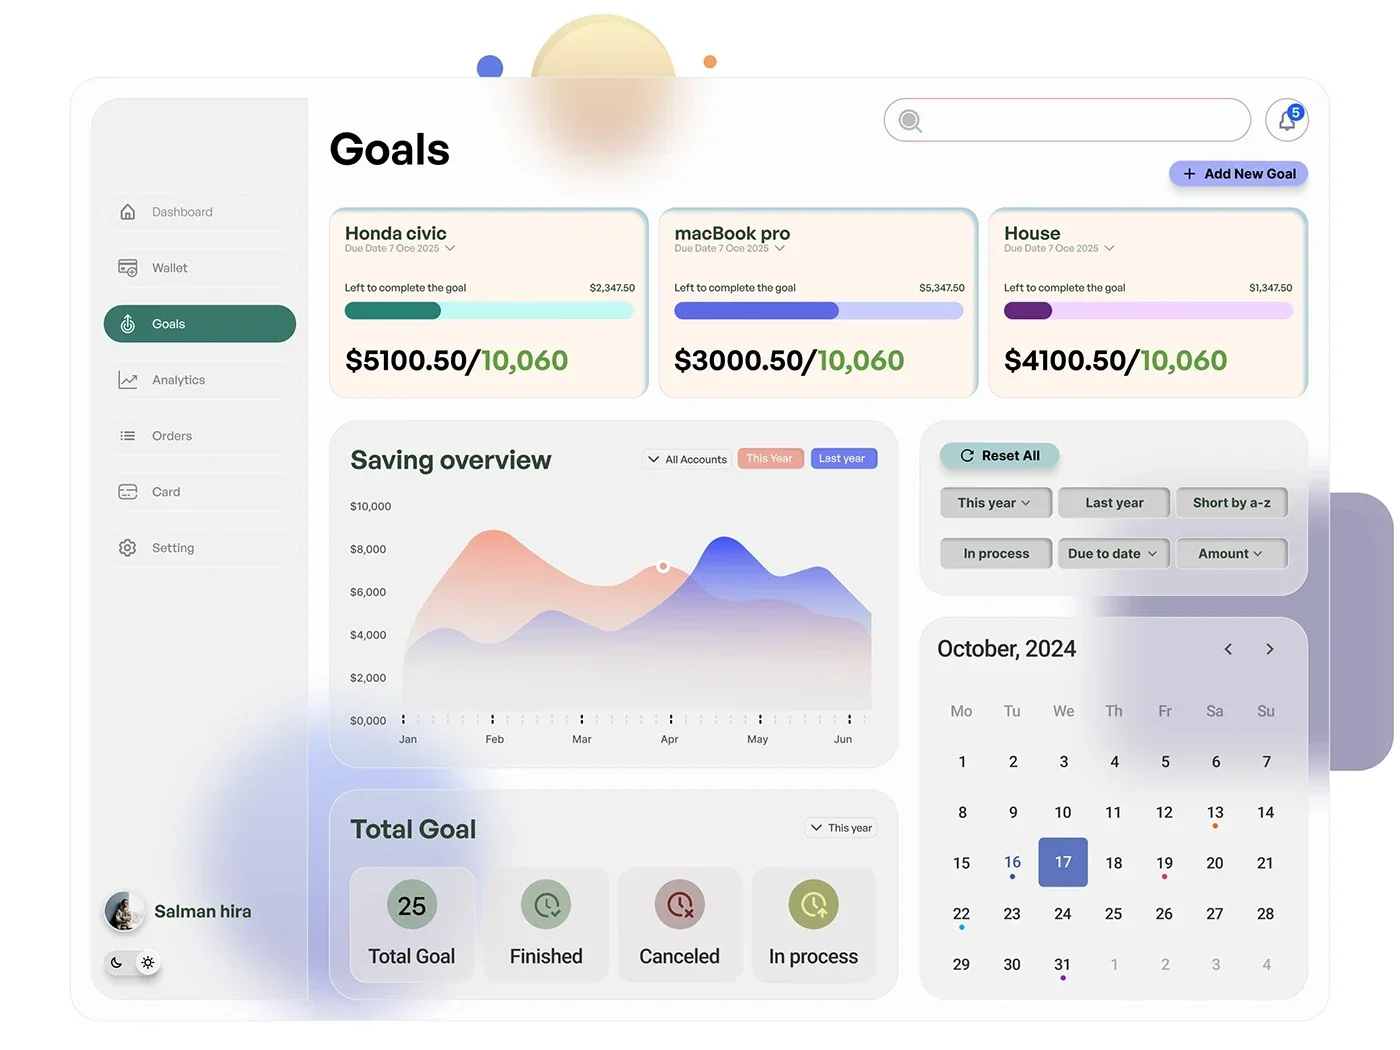 5
Goals
+ Add New Goal
Dashboard
Wallet
Goals
Analytics
Orders
Card
Setting
Salman hira
Honda civic
Due Date 7 Oce 2025
Left to complete the goal $2,347.50
$5100.50/10,060
macBook pro
Due Date 7 Oce 2025
Left to complete the goal $5,347.50
$3000.50/10,060
House
Due Date 7 Oce 2025
Left to complete the goal $1,347.50
$4100.50/10,060
Saving overview All Accounts This Year Last year
$10,000
$8,000
$6,000
$4,000
$2,000
$0,000
Jan Feb Mar Apr May Jun
Reset All
This year Last year Short by a-z
In process Due to date Amount
Total Goal This year
25
Total Goal Finished Canceled In process
October, 2024
Mo Tu We Th Fr Sa Su
1 2 3 4 5 6 7
8 9 10 11 12 13 14
15 16 17 18 19 20 21
22 23 24 25 26 27 28
29 30 31 1 2 3 4